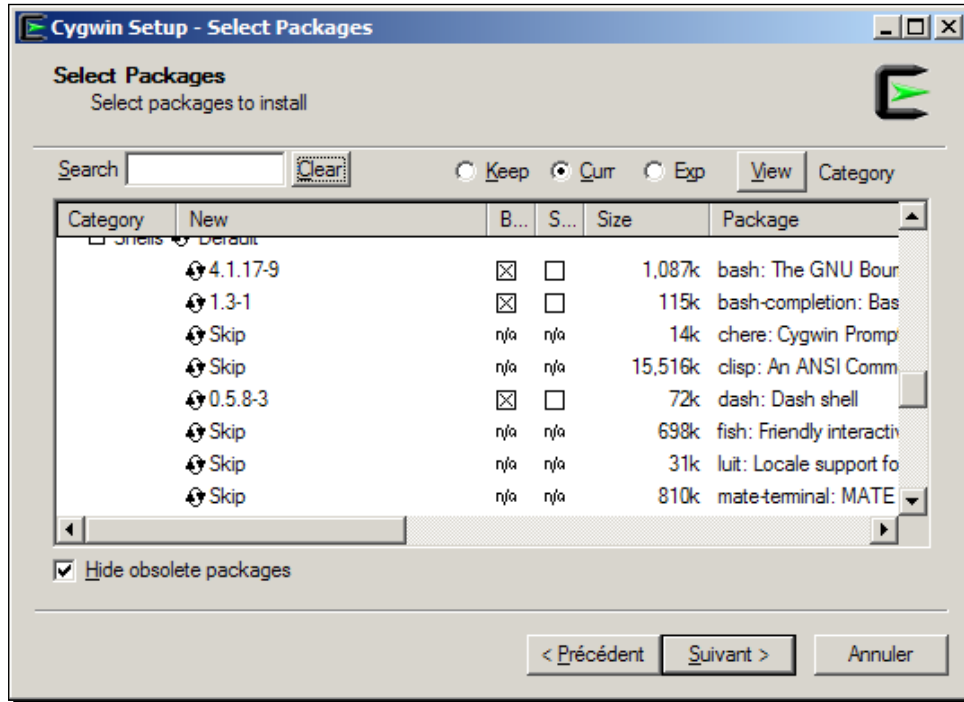 Cygwin Setup - Select Packages
Select Packages
Select packages to install
Search Clear Keep Curr Exp View Category
Category New B... S... Size Package
Shells Default
4.1.17-9 1,087k bash: The GNU Bour
1.3-1 115k bash-completion: Bas
Skip n/a n/a 14k chere: Cygwin Promp
Skip n/a n/a 15,516k clisp: An ANSI Comm
0.5.8-3 72k dash: Dash shell
Skip n/a n/a 698k fish: Friendly interactiv
Skip n/a n/a 31k luit: Locale support fo
Skip n/a n/a 810k mate-terminal: MATE
Hide obsolete packages
< Précédent Suivant > Annuler